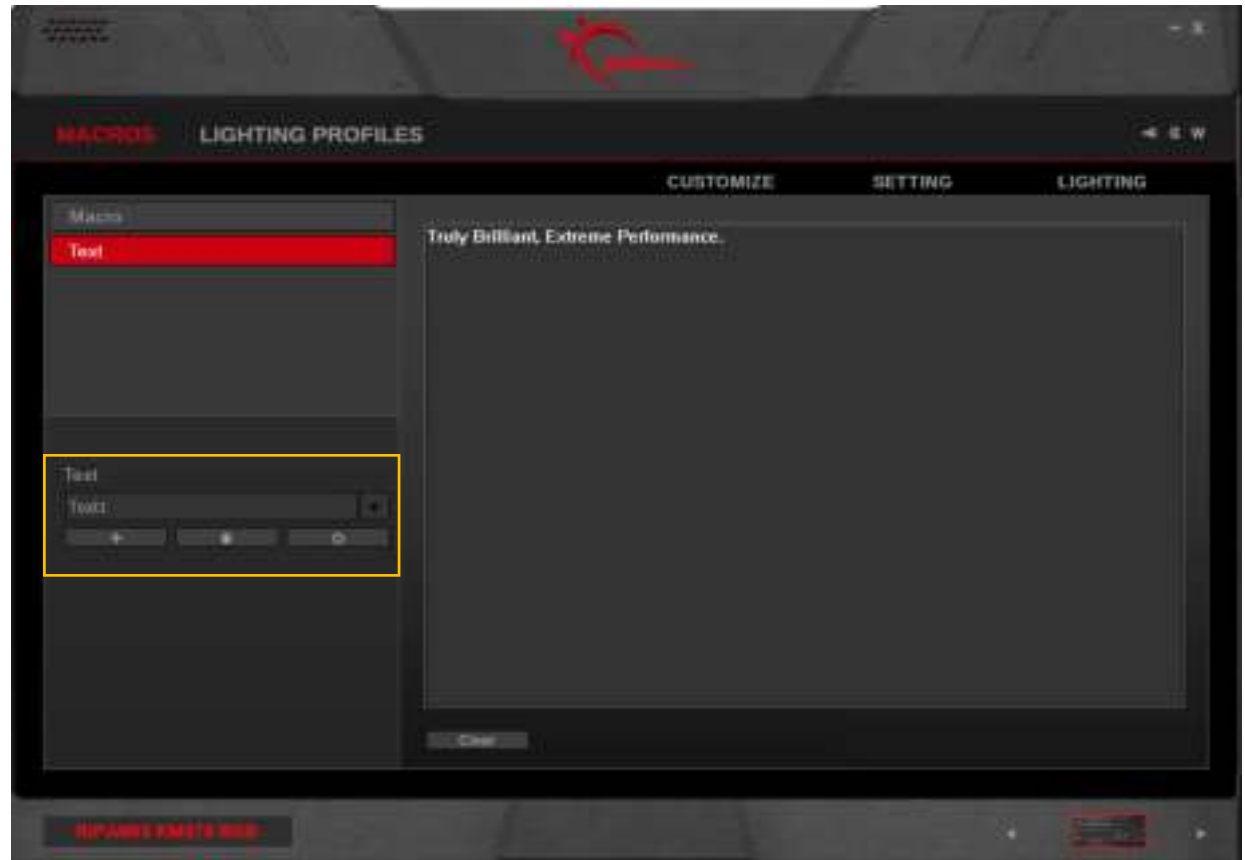 MACROS LIGHTING PROFILES
CUSTOMIZE SETTING LIGHTING
Macro
Text
Truly Brilliant, Extreme Performance.
Text
Text1
Clear